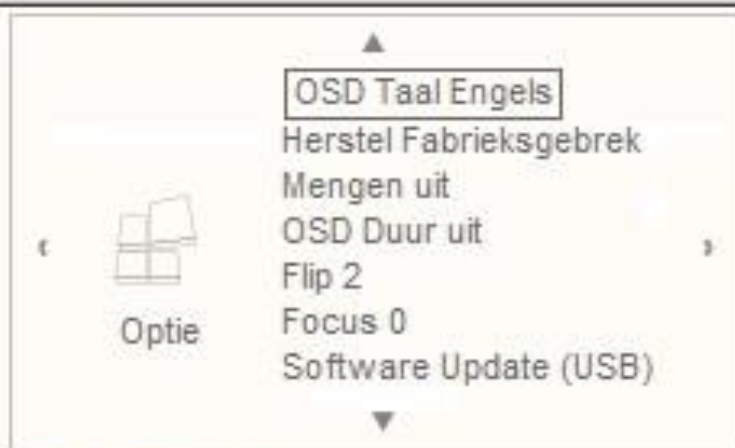 OSD Taal Engels
Herstel Fabrieksgebrek
Mengen uit
OSD Duur uit
Flip 2
Focus 0
Software Update (USB)
Optie